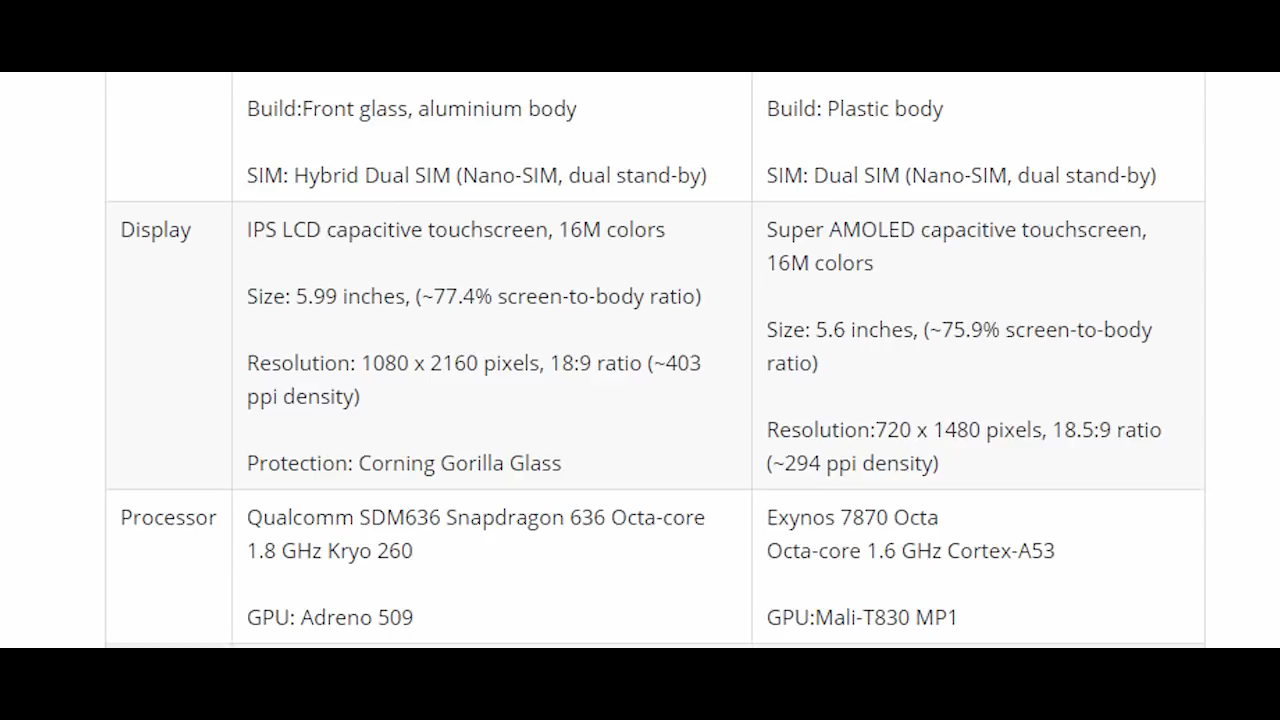 Build:Front glass, aluminium body
SIM: Hybrid Dual SIM (Nano-SIM, dual stand-by)
Build: Plastic body
SIM: Dual SIM (Nano-SIM, dual stand-by)
Display
IPS LCD capacitive touchscreen, 16M colors
Size: 5.99 inches, (~77.4% screen-to-body ratio)
Resolution: 1080 x 2160 pixels, 18:9 ratio (~403
ppi density)
Protection: Corning Gorilla Glass
Super AMOLED capacitive touchscreen,
16M colors
Size: 5.6 inches, (~75.9% screen-to-body
ratio)
Resolution:720 x 1480 pixels, 18.5:9 ratio
(~294 ppi density)
Processor
Qualcomm SDM636 Snapdragon 636 Octa-core
1.8 GHz Kryo 260
GPU: Adreno 509
Exynos 7870 Octa
Octa-core 1.6 GHz Cortex-A53
GPU:Mali-T830 MP1